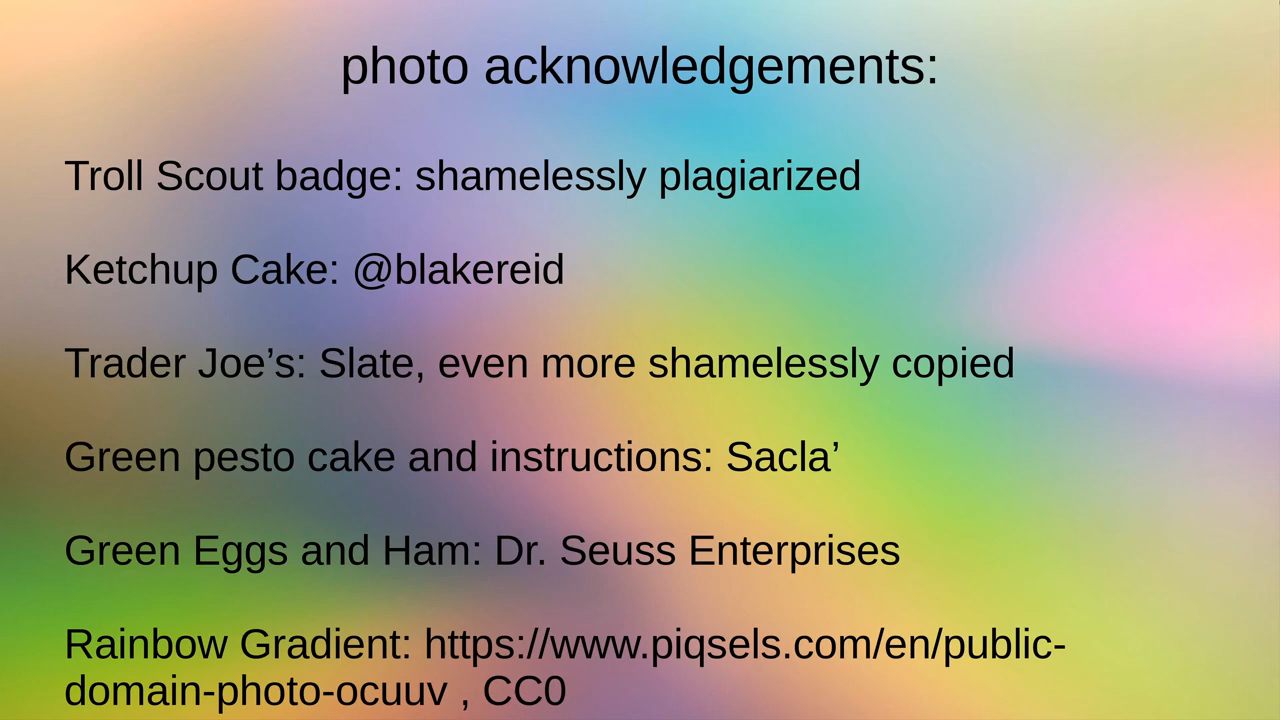 photo acknowledgements:
Troll Scout badge: shamelessly plagiarized
Ketchup Cake: @blakereid
Trader Joe’s: Slate, even more shamelessly copied
Green pesto cake and instructions: Sacla’
Green Eggs and Ham: Dr. Seuss Enterprises
Rainbow Gradient: https://www.piqsels.com/en/public-
domain-photo-ocuuv , CC0